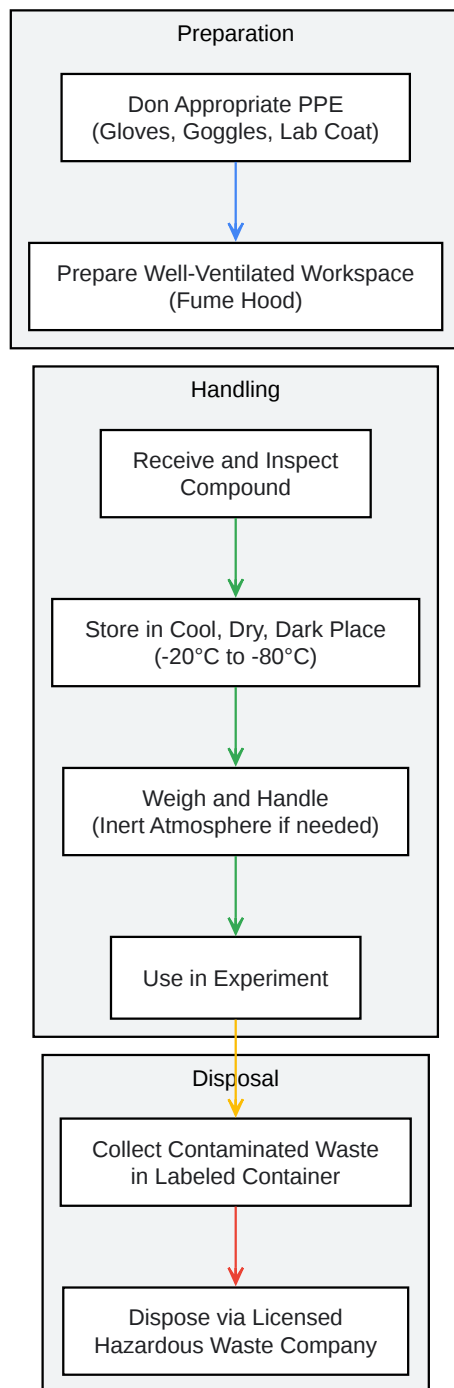 Preparation
Don Appropriate PPE
(Gloves, Goggles, Lab Coat)
Prepare Well-Ventilated Workspace
(Fume Hood)
Handling
Receive and Inspect
Compound
Store in Cool, Dry, Dark Place
(-20°C to -80°C)
Weigh and Handle
(Inert Atmosphere if needed)
Use in Experiment
Disposal
Collect Contaminated Waste
in Labeled Container
Dispose via Licensed
Hazardous Waste Company